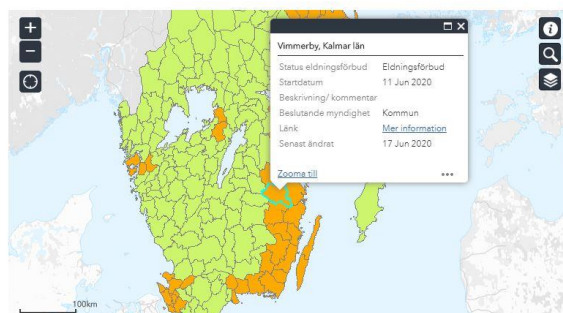 +
−
Vimmerby, Kalmar län
Status eldningsförbud Eldningsförbud
Startdatum 11 Jun 2020
Beskrivning/ kommentar
Beslutande myndighet Kommun
Länk Mer information
Senast ändrat 17 Jun 2020
Zooma till
100km